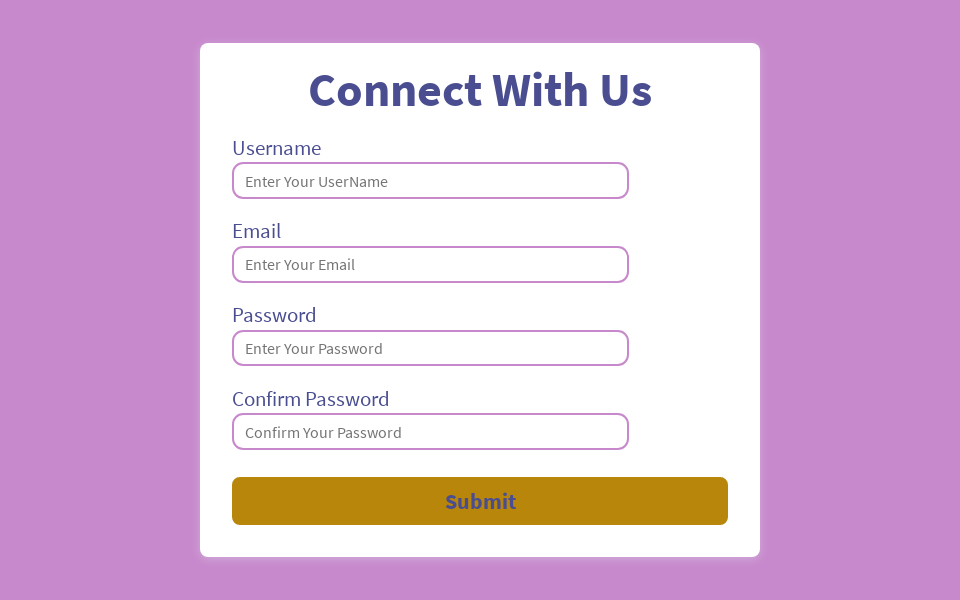 Connect With Us
Username
Enter Your UserName
Email
Enter Your Email
Password
Enter Your Password
Confirm Password
Confirm Your Password
Submit